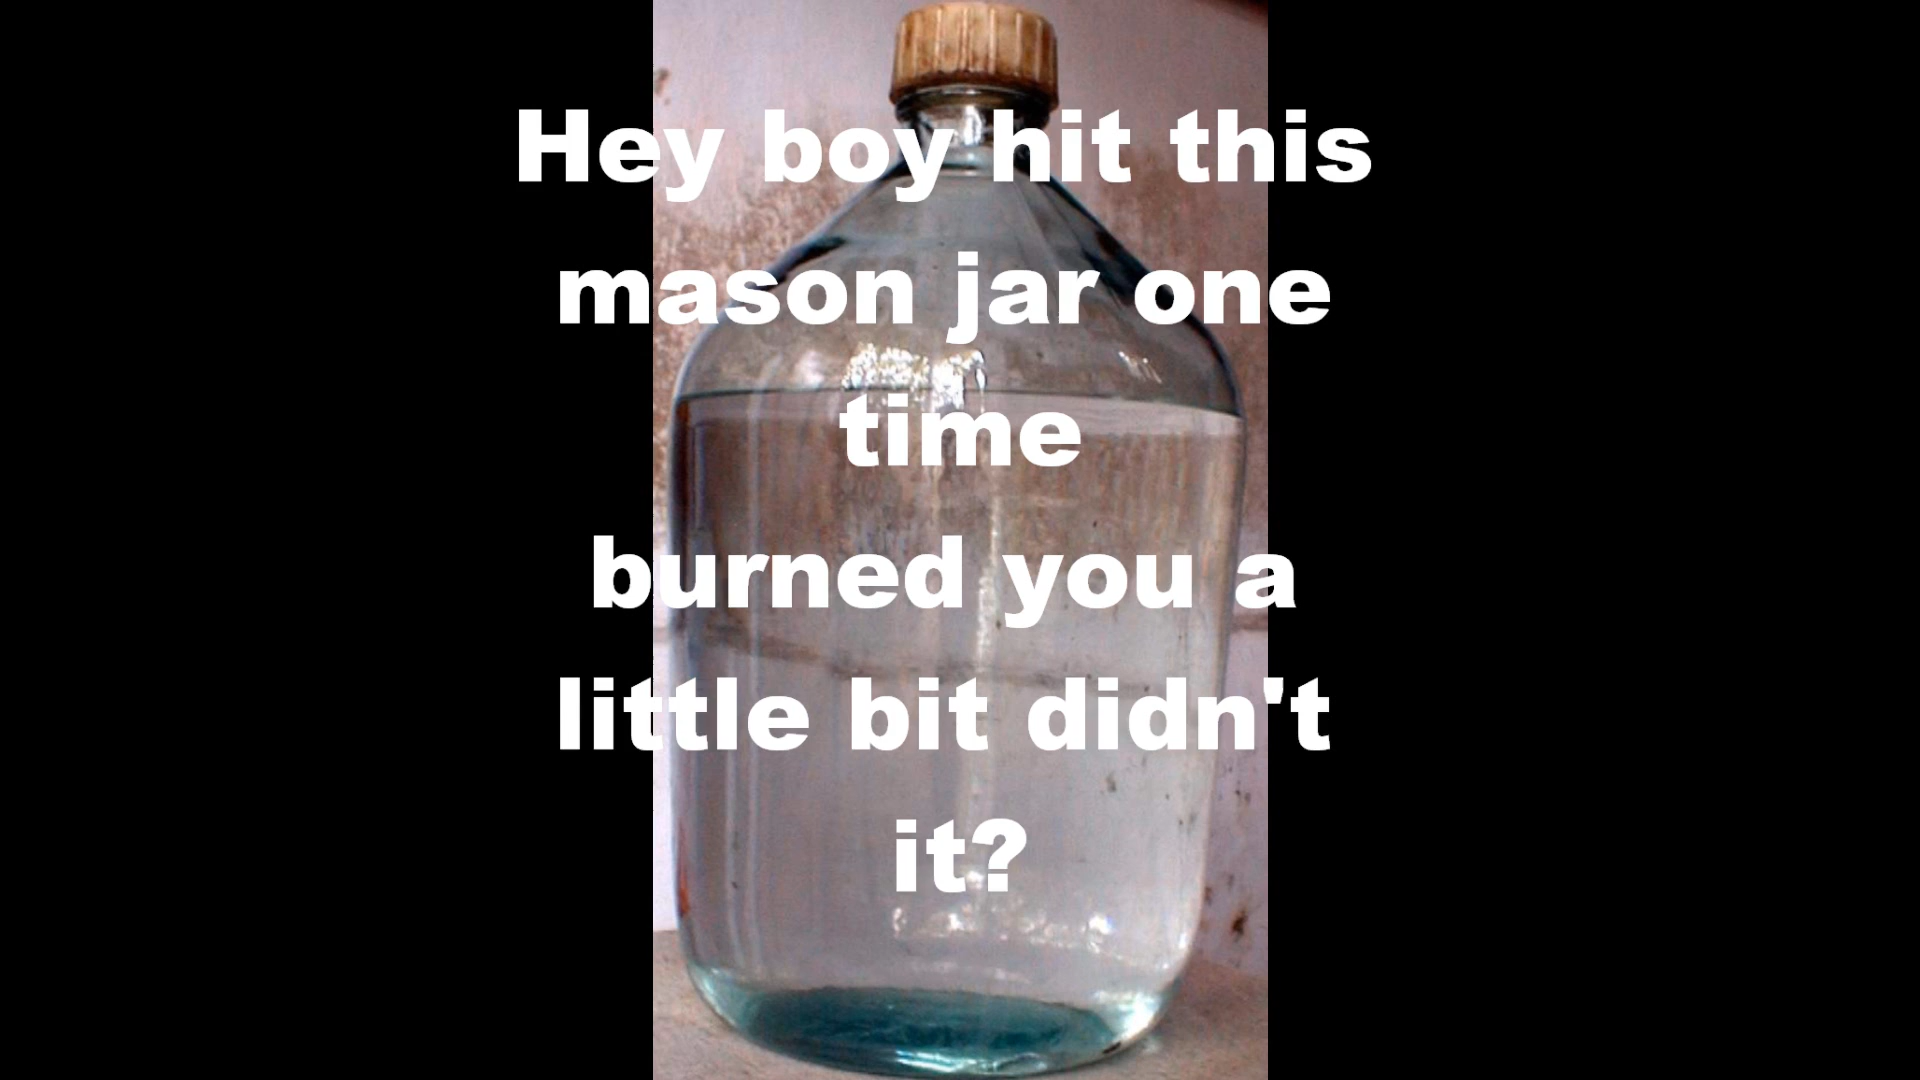 Hey boy hit this
mason jar one
time
burned you a
little bit didn't
it?